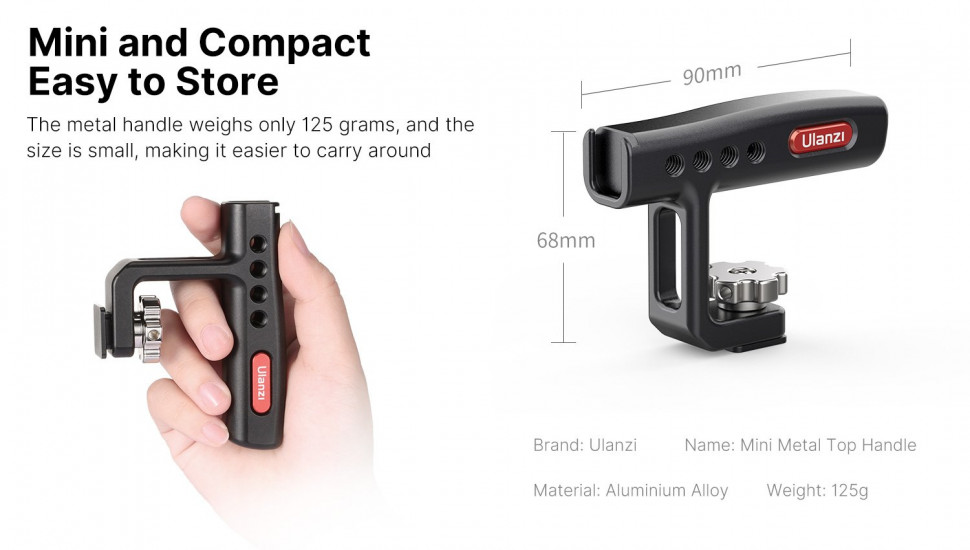 Mini and Compact
Easy to Store
The metal handle weighs only 125 grams, and the
size is small, making it easier to carry around
90mm
Ulanzi
68mm
Ulanzi
Brand: Ulanzi
Name: Mini Metal Top Handle
Material: Aluminium Alloy
Weight: 125g